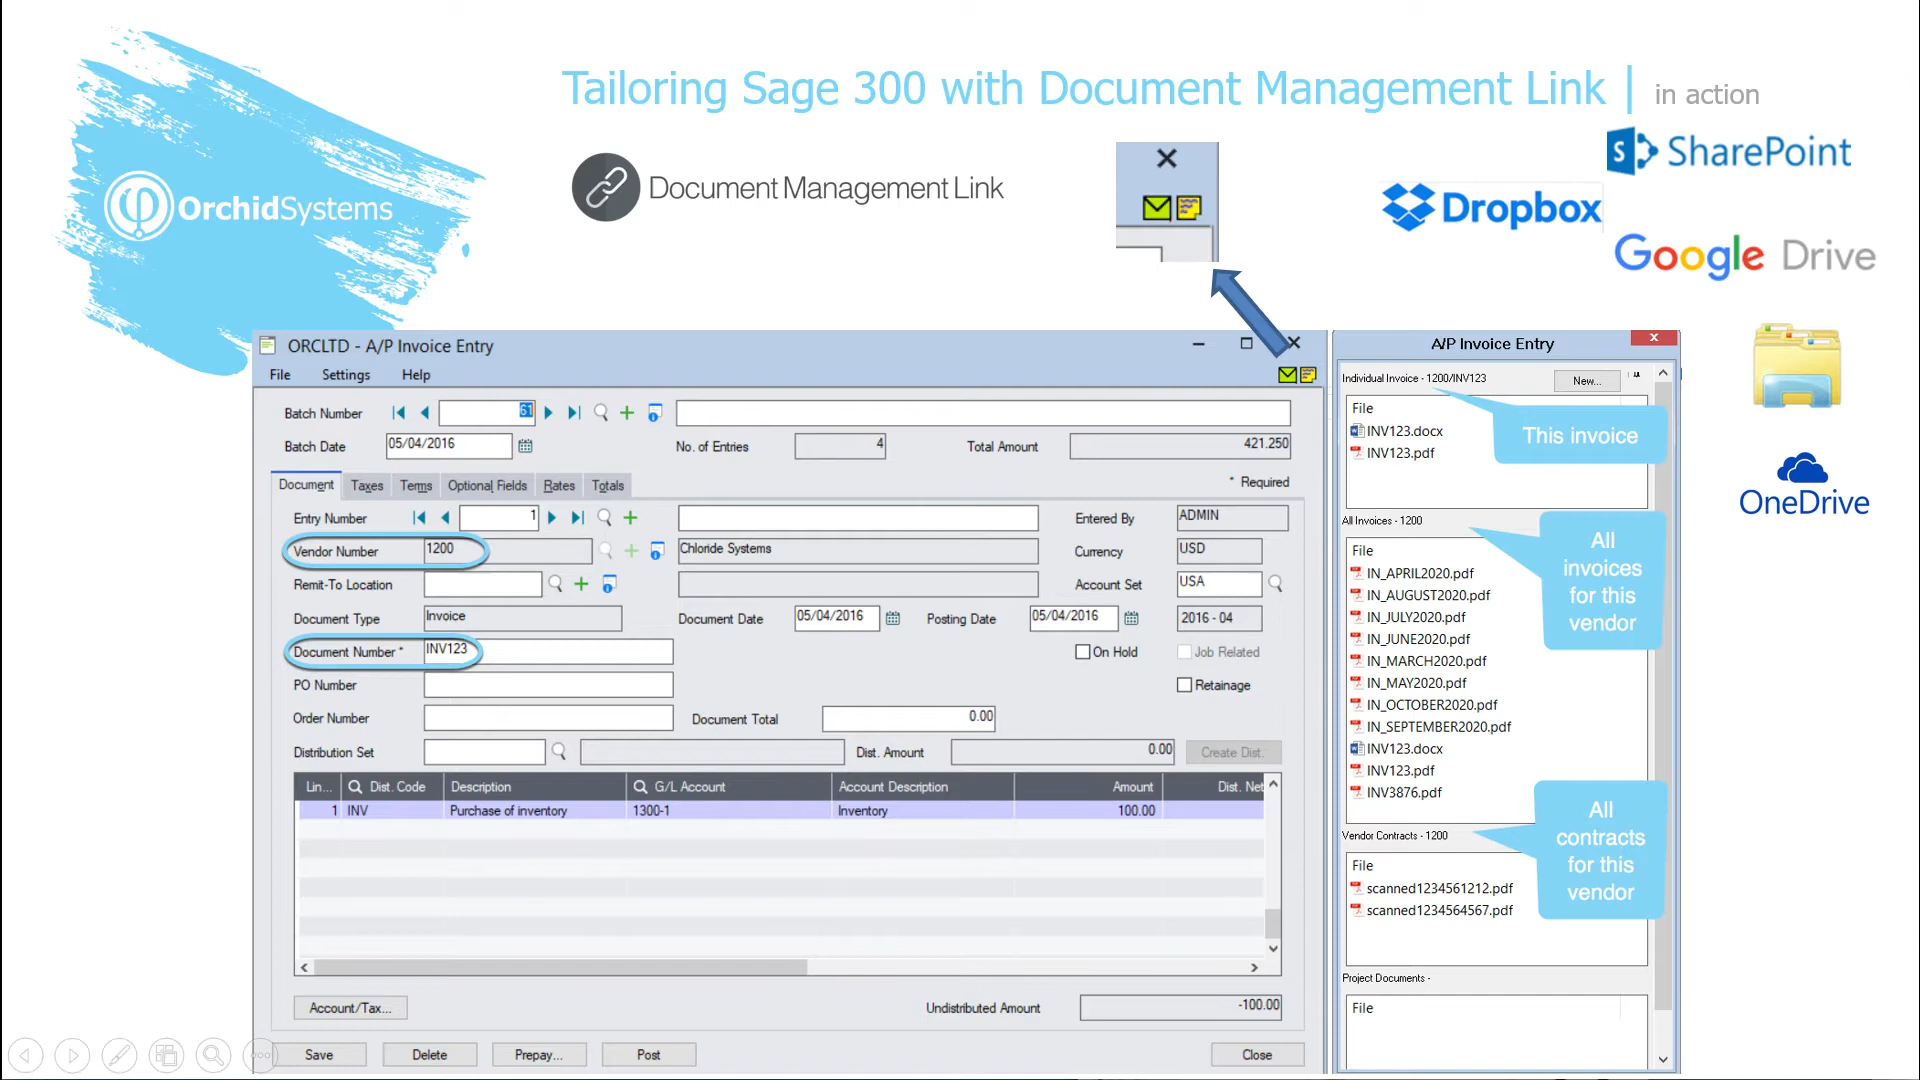 Tailoring Sage 300 with Document Management Link | in action
OrchidSystems
Document Management Link
SharePoint
Dropbox
Google Drive
OneDrive
ORCLTD - A/P Invoice Entry
File Settings Help
Batch Number 61
Batch Date 05/04/2016 No. of Entries 4 Total Amount 421.250
Document Taxes Terms Optional Fields Rates Totals * Required
Entry Number 1 Entered By ADMIN
Vendor Number 1200 Chloride Systems Currency USD
Remit-To Location Account Set USA
Document Type Invoice Document Date 05/04/2016 Posting Date 05/04/2016 2016 - 04
Document Number * INV123 On Hold Job Related
PO Number Retainage
Order Number Document Total 0.00
Distribution Set Dist. Amount 0.00 Create Dist.
Lin... Dist. Code Description G/L Account Account Description Amount Dist. Net
1 INV Purchase of inventory 1300-1 Inventory 100.00
Account/Tax... Undistributed Amount -100.00
Save Delete Prepay... Post Close
A/P Invoice Entry
Individual Invoice - 1200/INV123 New...
File
INV123.docx
INV123.pdf
This invoice
All Invoices - 1200
File
IN_APRIL2020.pdf
IN_AUGUST2020.pdf
IN_JULY2020.pdf
IN_JUNE2020.pdf
IN_MARCH2020.pdf
IN_MAY2020.pdf
IN_OCTOBER2020.pdf
IN_SEPTEMBER2020.pdf
INV123.docx
INV123.pdf
INV3876.pdf
All
invoices
for this
vendor
Vendor Contracts - 1200
File
scanned1234561212.pdf
scanned1234564567.pdf
All
contracts
for this
vendor
Project Documents -
File